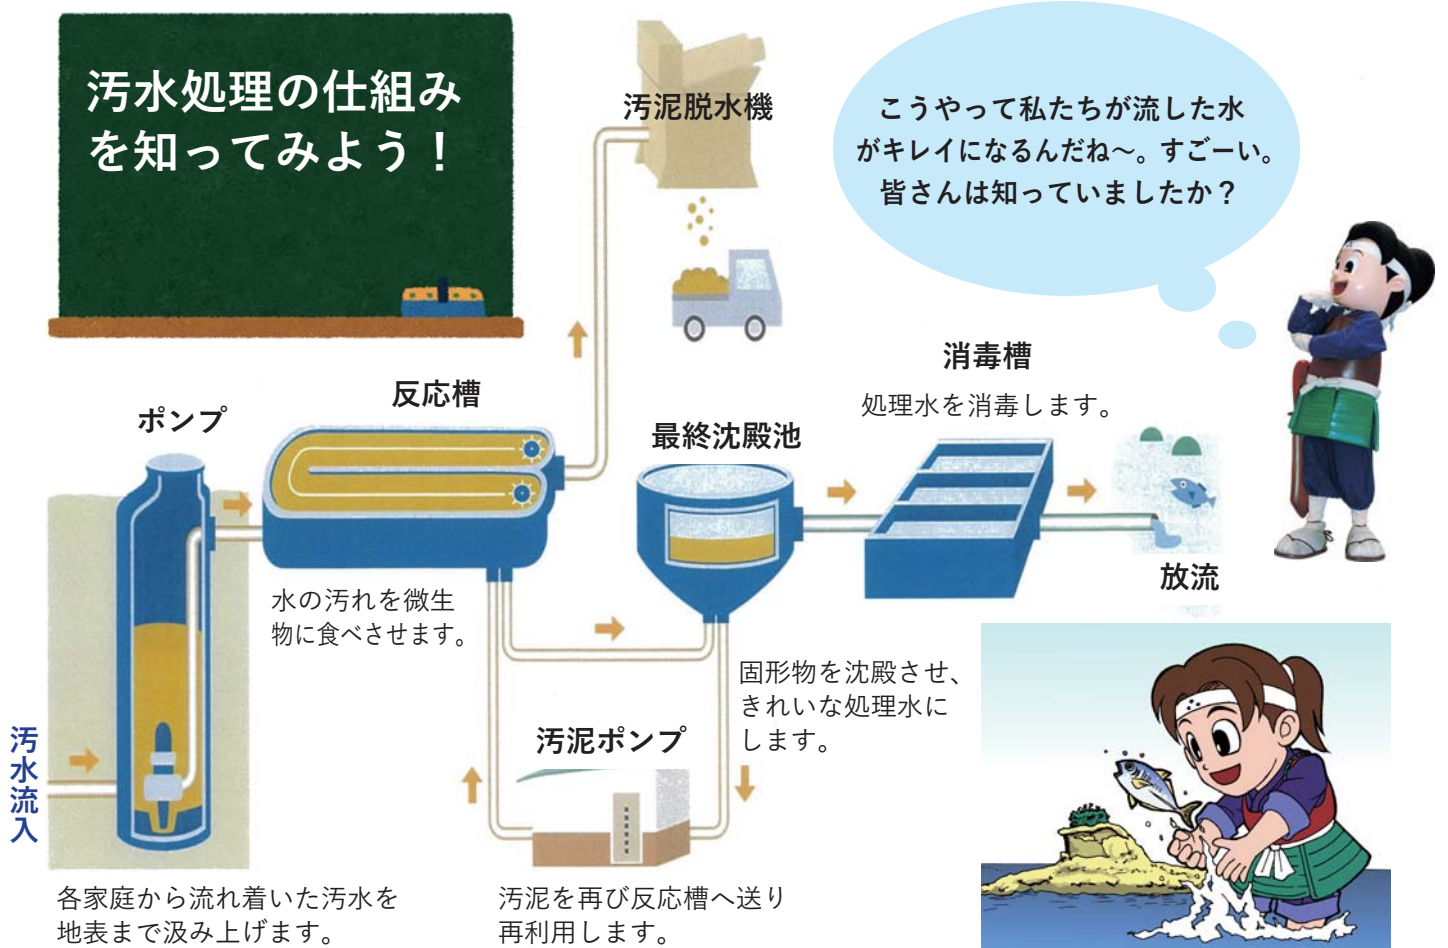 汚水処理の仕組み
を知ってみよう！
汚泥脱水機
こうやって私たちが流した水
がキレイになるんだね～。すごーい。
皆さんは知っていましたか？
ポンプ
反応槽
最終沈殿池
消毒槽
処理水を消毒します。
放流
水の汚れを微生
物に食べさせます。
固形物を沈殿させ、
きれいな処理水に
します。
汚泥ポンプ
汚水流入
各家庭から流れ着いた汚水を
地表まで汲み上げます。
汚泥を再び反応槽へ送り
再利用します。